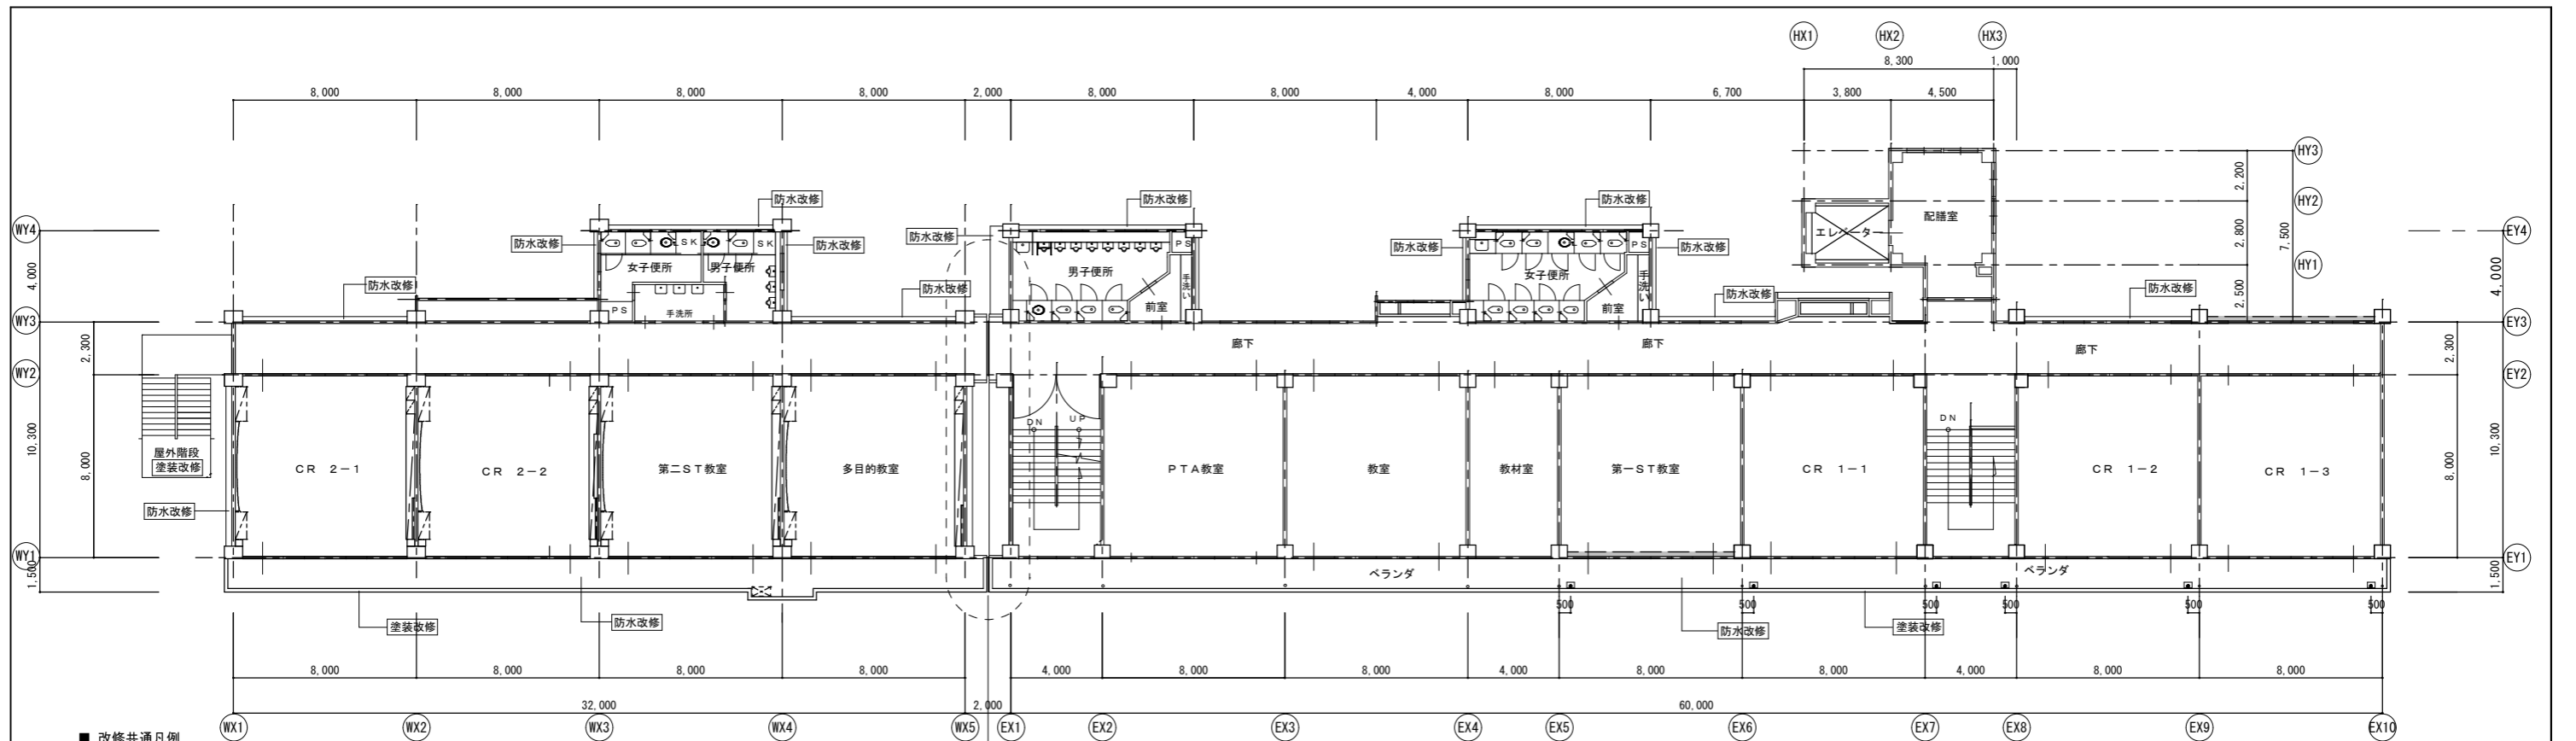 HX1 HX2 HX3
8,300 1,000
8,000 8,000 8,000 8,000 2,000 8,000 8,000 4,000 8,000 6,700 3,800 4,500
HY3
2,200
防水改修 防水改修 防水改修
HY2
WY4 EY4
防水改修 SK SK 防水改修 防水改修 PS 防水改修 PS 防水改修 エレベーター 配膳室 2,800 7,500
女子便所 男子便所 男子便所 手洗い 女子便所 手洗い HY1
4,000 防水改修 防水改修 防水改修 防水改修 2,500 4,000
PS 手洗所 前室 前室
WY3 EY3
2,300 廊下 廊下 廊下 2,300
WY2 EY2
DN UP DN
屋外階段
塗装改修
CR 2-1 CR 2-2 第二ST教室 多目的教室 PTA教室 教室 教材室 第一ST教室 CR 1-1 CR 1-2 CR 1-3
10,300 8,000 8,000 10,300
防水改修
WY1 EY1
1,500 ベランダ ベランダ 1,500
500 500 500 500 500 500
塗装改修 防水改修 防水改修 塗装改修
8,000 8,000 8,000 8,000 4,000 8,000 8,000 4,000 8,000 8,000 4,000 8,000 8,000
32,000 2,000 60,000
WX1 WX2 WX3 WX4 WX5 EX1 EX2 EX3 EX4 EX5 EX6 EX7 EX8 EX9 EX10
■ 改修共通凡例